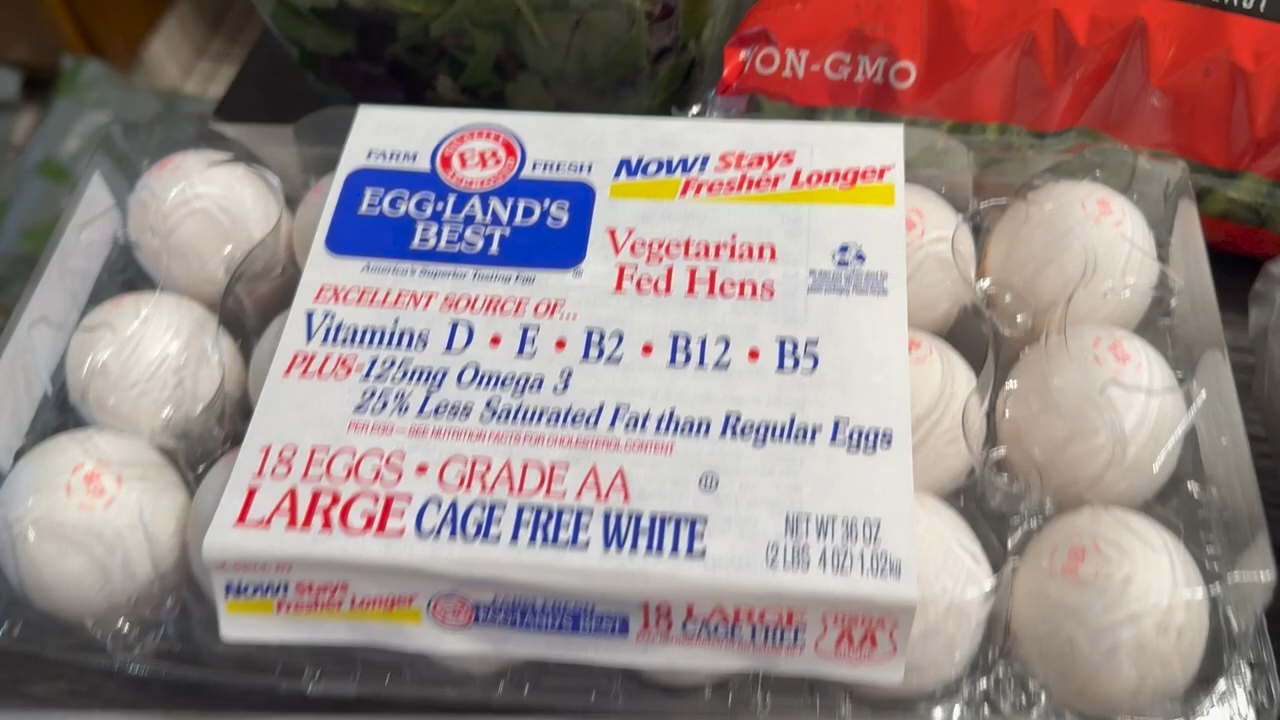 NON-GMO
FARM
EB
FRESH
EGG·LAND'S
BEST
America's Superior Tasting Egg
NOW! Stays
Fresher Longer
Vegetarian
Fed Hens
EXCELLENT SOURCE OF...
Vitamins D • E • B2 • B12 • B5
PLUS-125mg Omega 3
25% Less Saturated Fat than Regular Eggs
PER EGG — SEE NUTRITION FACTS FOR CHOLESTEROL CONTENT
18 EGGS • GRADE AA
LARGE CAGE FREE WHITE
NET WT 36 OZ
(2 LBS 4 OZ) 1.02kg
NOW! Stays
Fresher Longer
EGG·LAND'S BEST
18 LARGE
CAGE FREE
AA